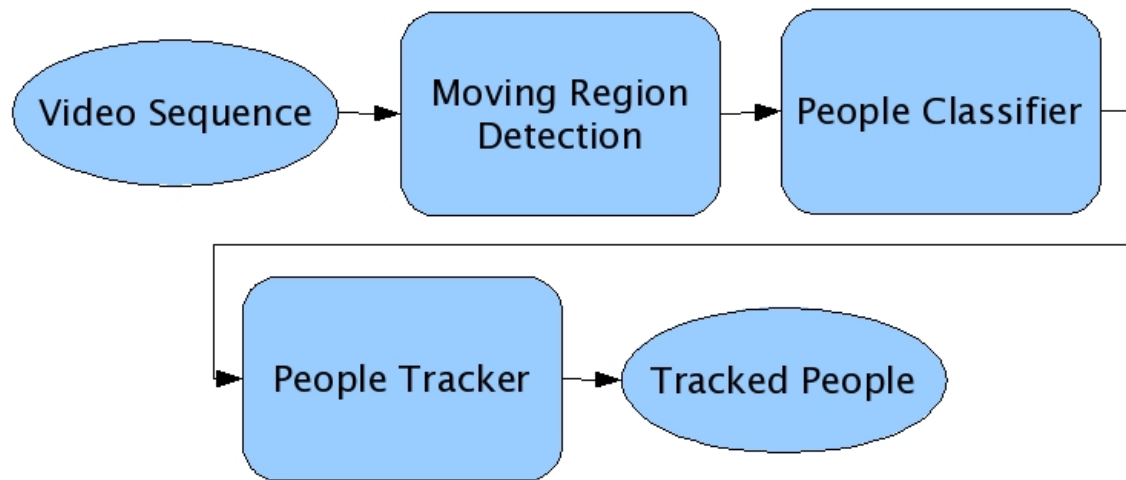 Video Sequence
Moving Region
Detection
People Classifier
People Tracker
Tracked People